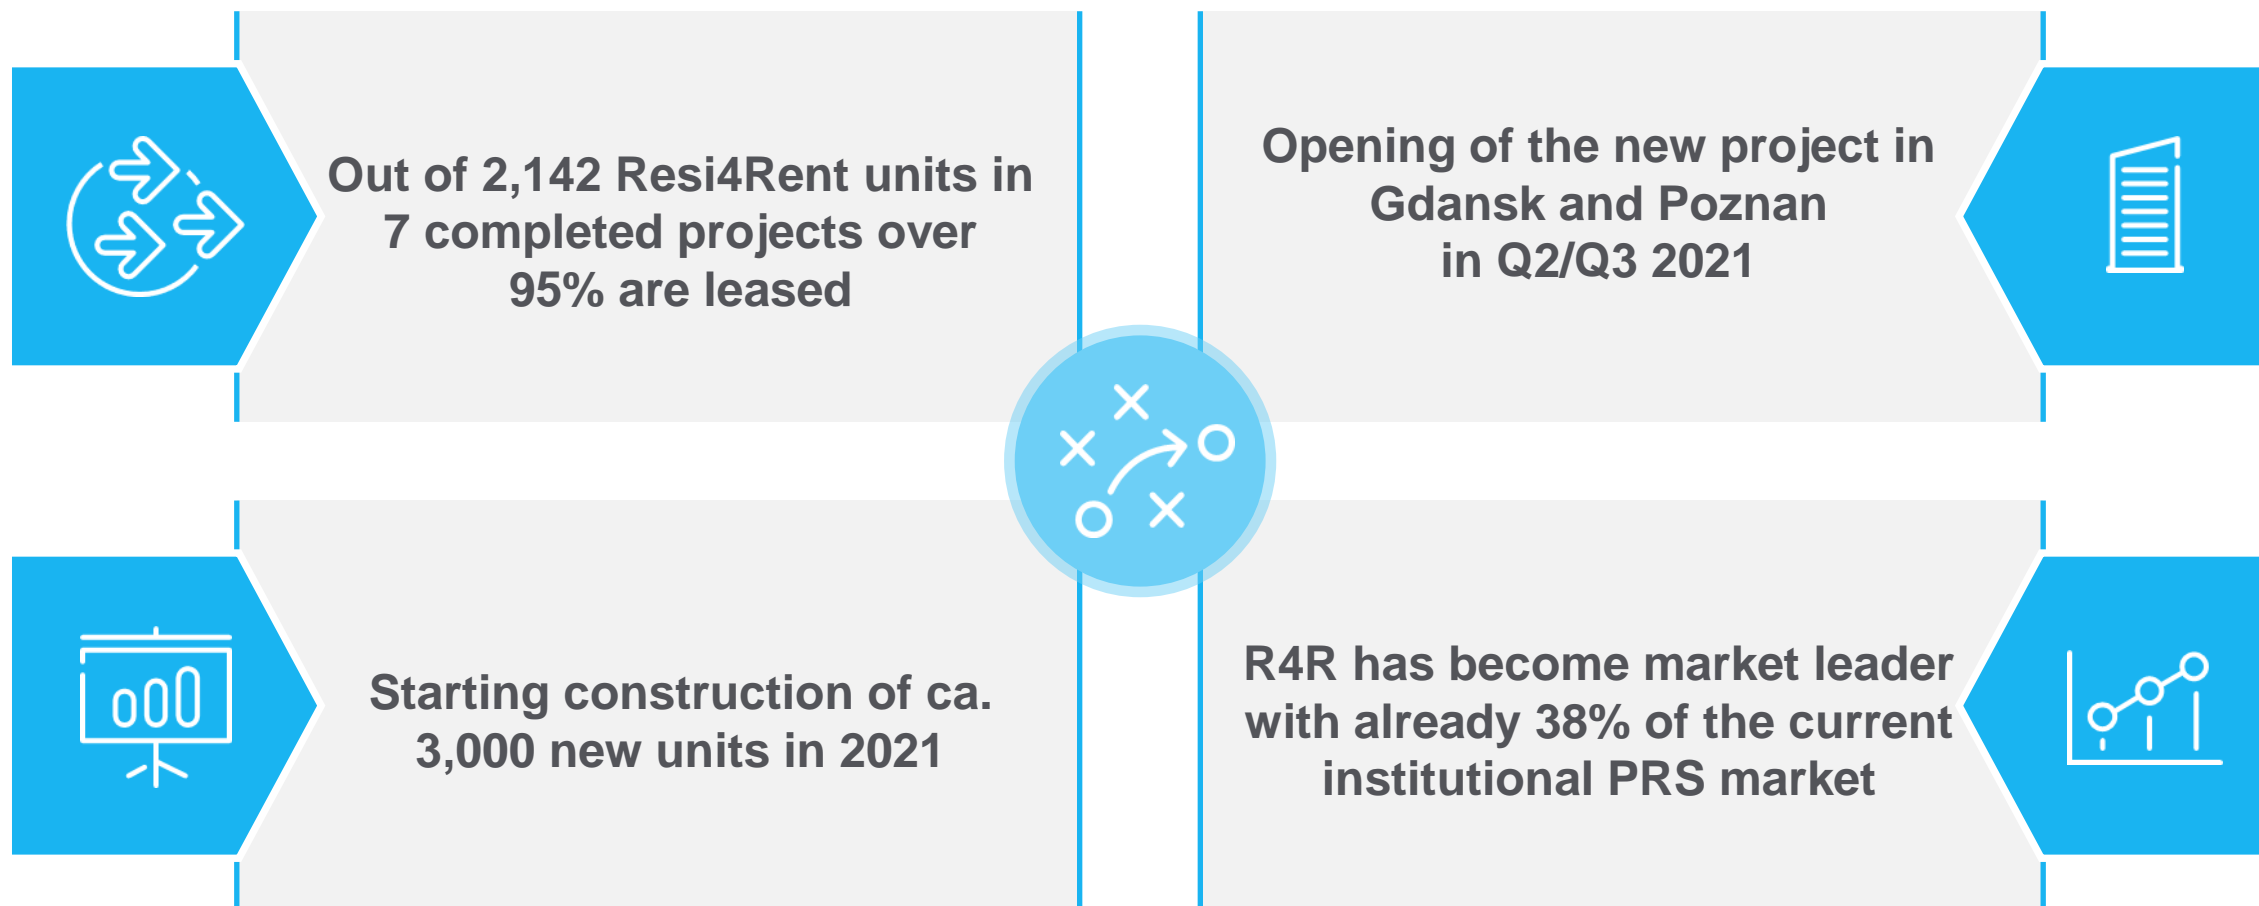 Out of 2,142 Resi4Rent units in
7 completed projects over
95% are leased
Opening of the new project in
Gdansk and Poznan
in Q2/Q3 2021
Starting construction of ca.
3,000 new units in 2021
R4R has become market leader
with already 38% of the current
institutional PRS market